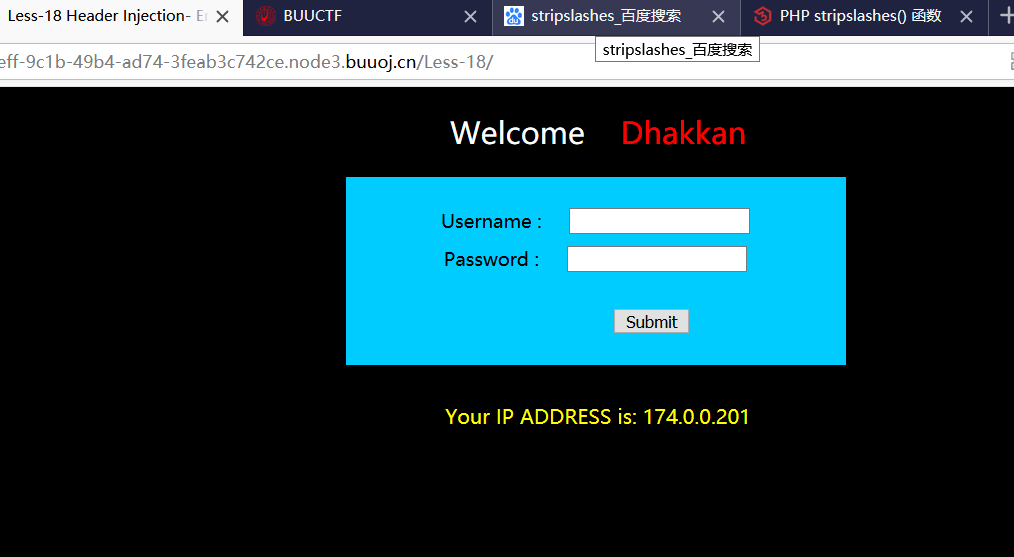 Less-18 Header Injection- Er
BUUCTF
stripslashes_百度搜索
PHP stripslashes() 函数
stripslashes_百度搜索
eff-9c1b-49b4-ad74-3feab3c742ce.node3.buuoj.cn/Less-18/
Welcome Dhakkan
Username :
Password :
Submit
Your IP ADDRESS is: 174.0.0.201